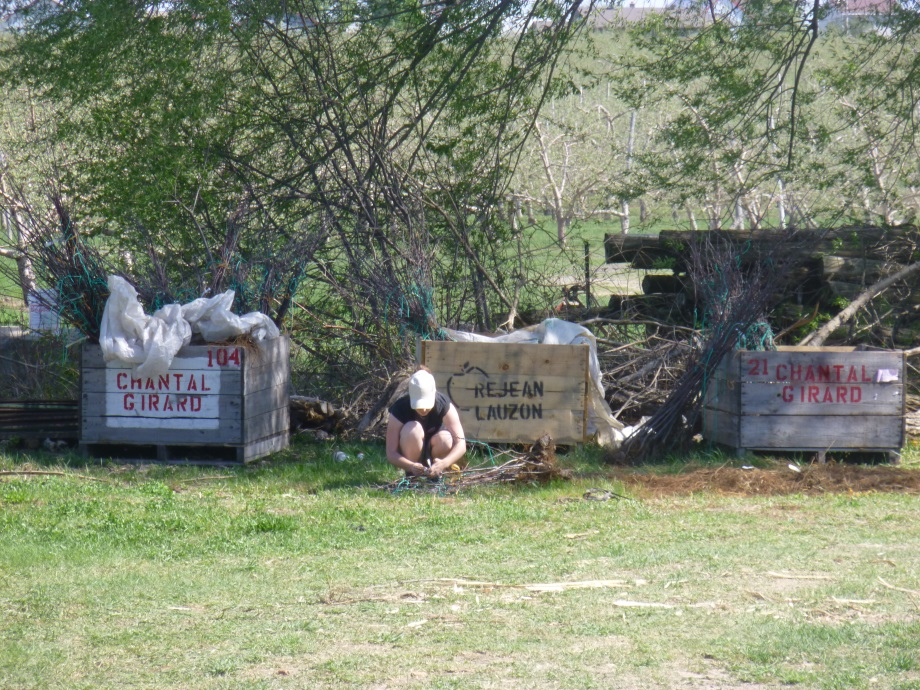 104
CHANTAL
GIRARD
REJEAN
LAUZON
21
CHANTAL
GIRARD